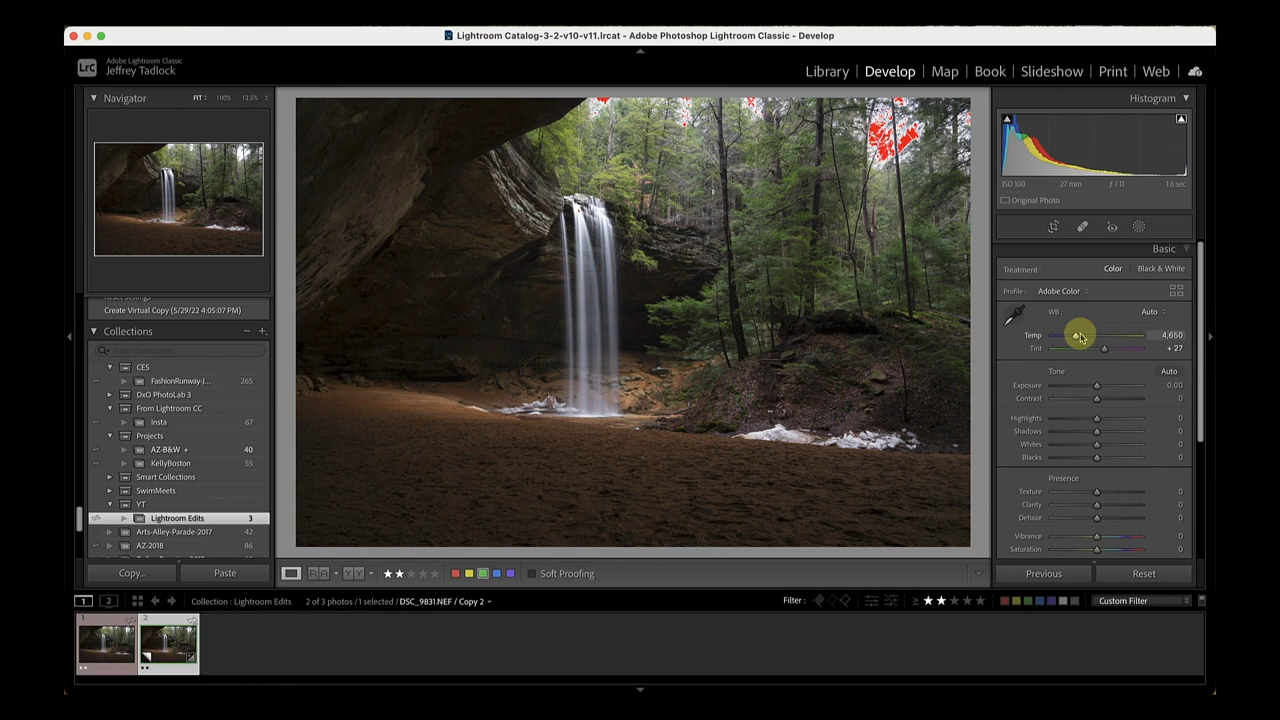 Lightroom Catalog-3-2-v10-v11.lrcat - Adobe Photoshop Lightroom Classic - Develop
LrC
Adobe Lightroom Classic
Jeffrey Tadlock
Library | Develop | Map | Book | Slideshow | Print | Web
Navigator FIT 100% 12.5%
Histogram
ISO 100 27 mm ƒ / 11 1.6 sec
Original Photo
Basic
Treatment : Color Black & White
Profile : Adobe Color
WB : Auto
Temp 4,650
Tint + 27
Tone Auto
Exposure 0.00
Contrast 0
Highlights 0
Shadows 0
Whites 0
Blacks 0
Presence
Texture 0
Clarity 0
Dehaze 0
Vibrance 0
Saturation 0
Previous Reset
Reset Settings
Create Virtual Copy (5/29/22 4:05:07 PM)
Collections
Filter Collections
CES
FashionRunway-J... 265
DxO PhotoLab 3
From Lightroom CC
Insta 67
Projects
AZ-B&W + 40
KellyBoston 55
Smart Collections
SwimMeets
YT
Lightroom Edits 3
Arts-Alley-Parade-2017 42
AZ-2018 86
Copy... Paste
R A Y Y Soft Proofing
1 2 Collection : Lightroom Edits 2 of 3 photos / 1 selected / DSC_9831.NEF / Copy 2 Filter : ≥ Custom Filter
1 2